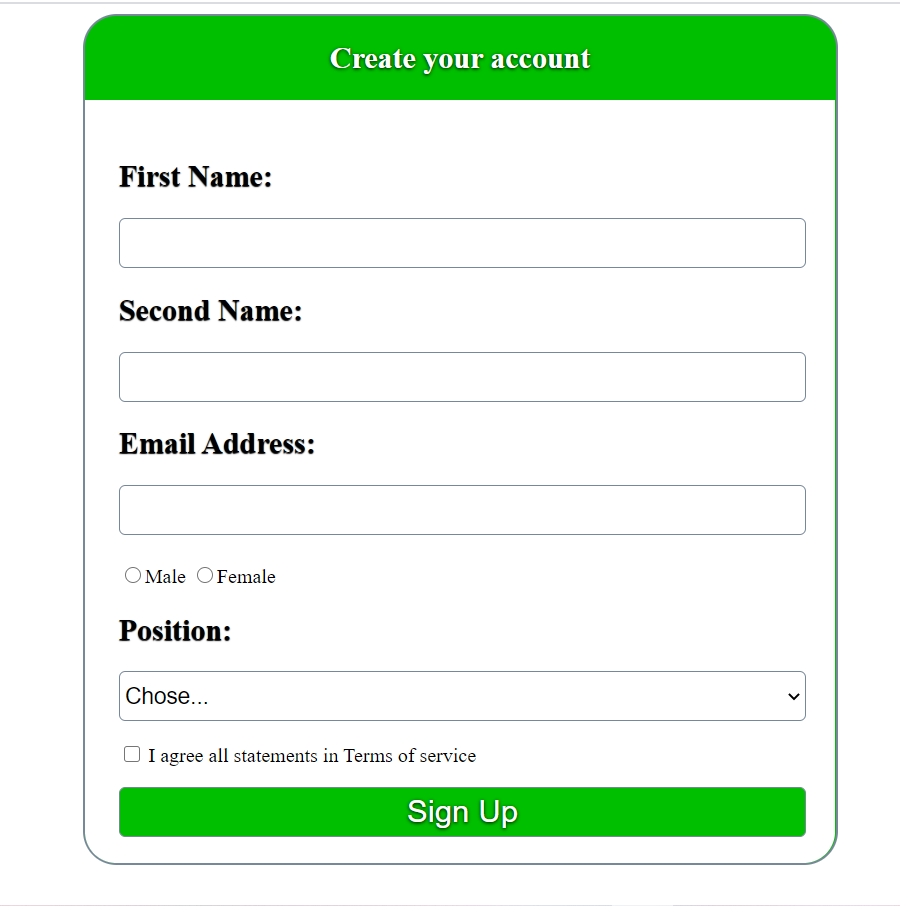 Create your account
First Name:
Second Name:
Email Address:
Male Female
Position:
Chose...
I agree all statements in Terms of service
Sign Up